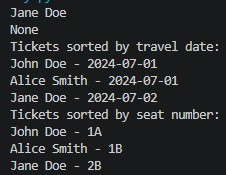 Jane Doe
None
Tickets sorted by travel date:
John Doe - 2024-07-01
Alice Smith - 2024-07-01
Jane Doe - 2024-07-02
Tickets sorted by seat number:
John Doe - 1A
Alice Smith - 1B
Jane Doe - 2B